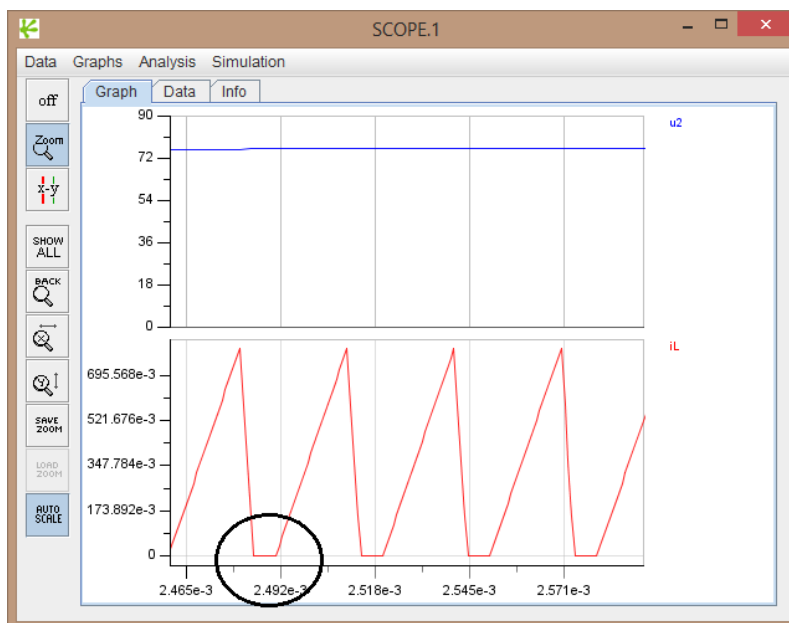 SCOPE.1
Data Graphs Analysis Simulation
off
Zoom
x-y
SHOW
ALL
BACK
X
Y
SAVE
ZOOM
LOAD
ZOOM
AUTO
SCALE
Graph Data Info
90
72
54
36
18
0
u2
695.568e-3
521.676e-3
347.784e-3
173.892e-3
0
iL
2.465e-3 2.492e-3 2.518e-3 2.545e-3 2.571e-3